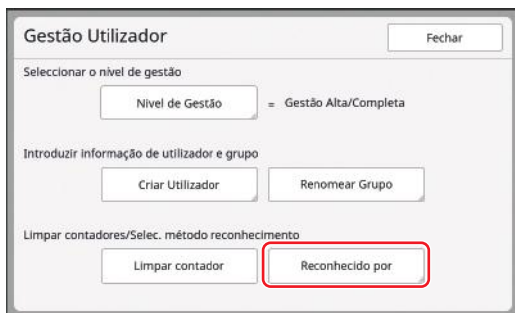 Gestão Utilizador
Fechar
Seleccionar o nível de gestão
Nível de Gestão = Gestão Alta/Completa
Introduzir informação de utilizador e grupo
Criar Utilizador Renomear Grupo
Limpar contadores/Selec. método reconhecimento
Limpar contador Reconhecido por